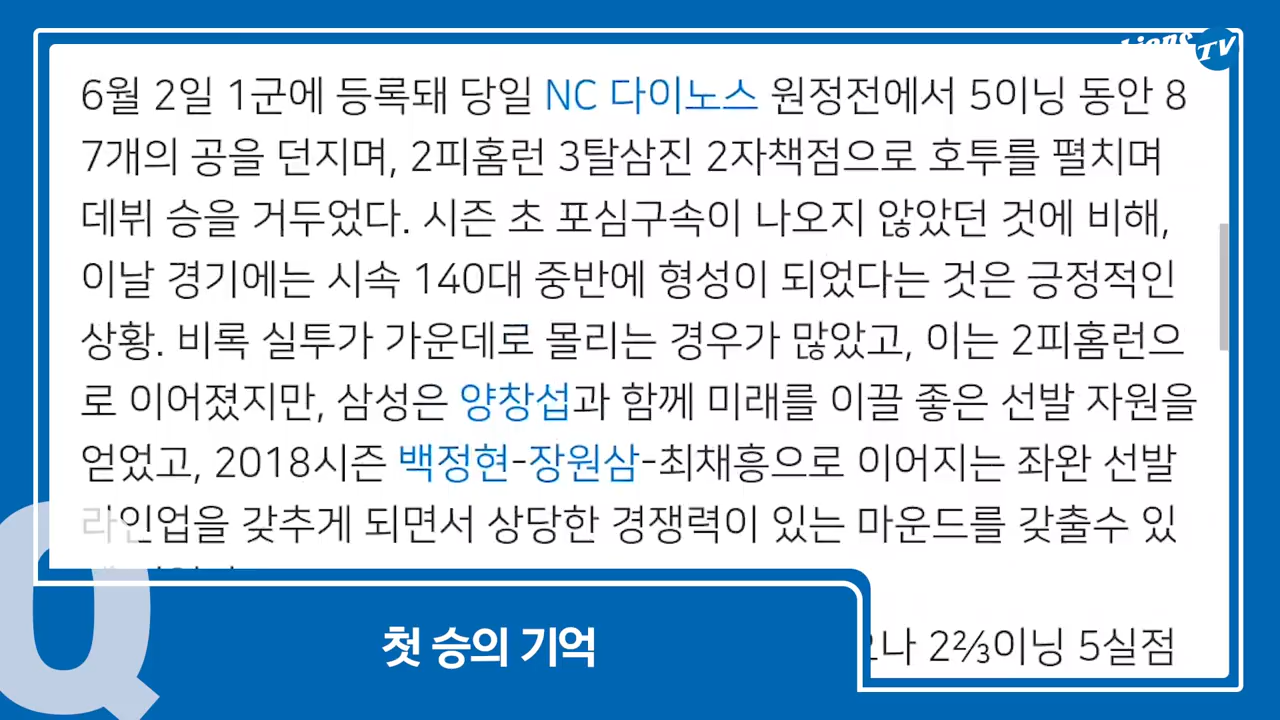 Lions TV
6월 2일 1군에 등록돼 당일 NC 다이노스 원정전에서 5이닝 동안 8
7개의 공을 던지며, 2피홈런 3탈삼진 2자책점으로 호투를 펼치며
데뷔 승을 거두었다. 시즌 초 포심구속이 나오지 않았던 것에 비해,
이날 경기에는 시속 140대 중반에 형성이 되었다는 것은 긍정적인
상황. 비록 실투가 가운데로 몰리는 경우가 많았고, 이는 2피홈런으
로 이어졌지만, 삼성은 양창섭과 함께 미래를 이끌 좋은 선발 자원을
얻었고, 2018시즌 백정현-장원삼-최채흥으로 이어지는 좌완 선발
라인업을 갖추게 되면서 상당한 경쟁력이 있는 마운드를 갖출수 있
나 2⅔이닝 5실점
Q
첫 승의 기억